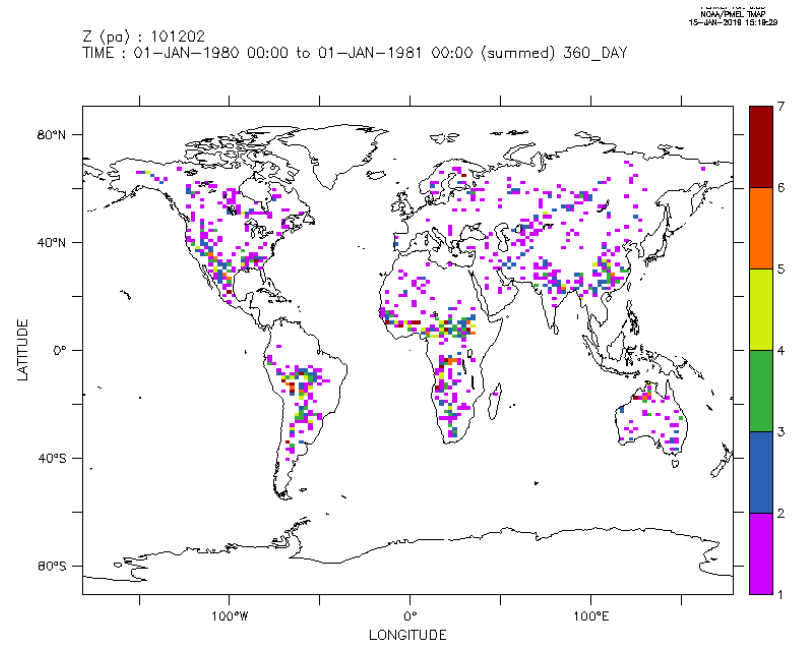 NOAA/PMEL TMAP
15-JAN-2016 15:19:29
Z (pa) : 101202
TIME : 01-JAN-1980 00:00 to 01-JAN-1981 00:00 (summed) 360_DAY
80°N
40°N
0°
40°S
80°S
LATITUDE
100°W
0°
100°E
LONGITUDE
7
6
5
4
3
2
1